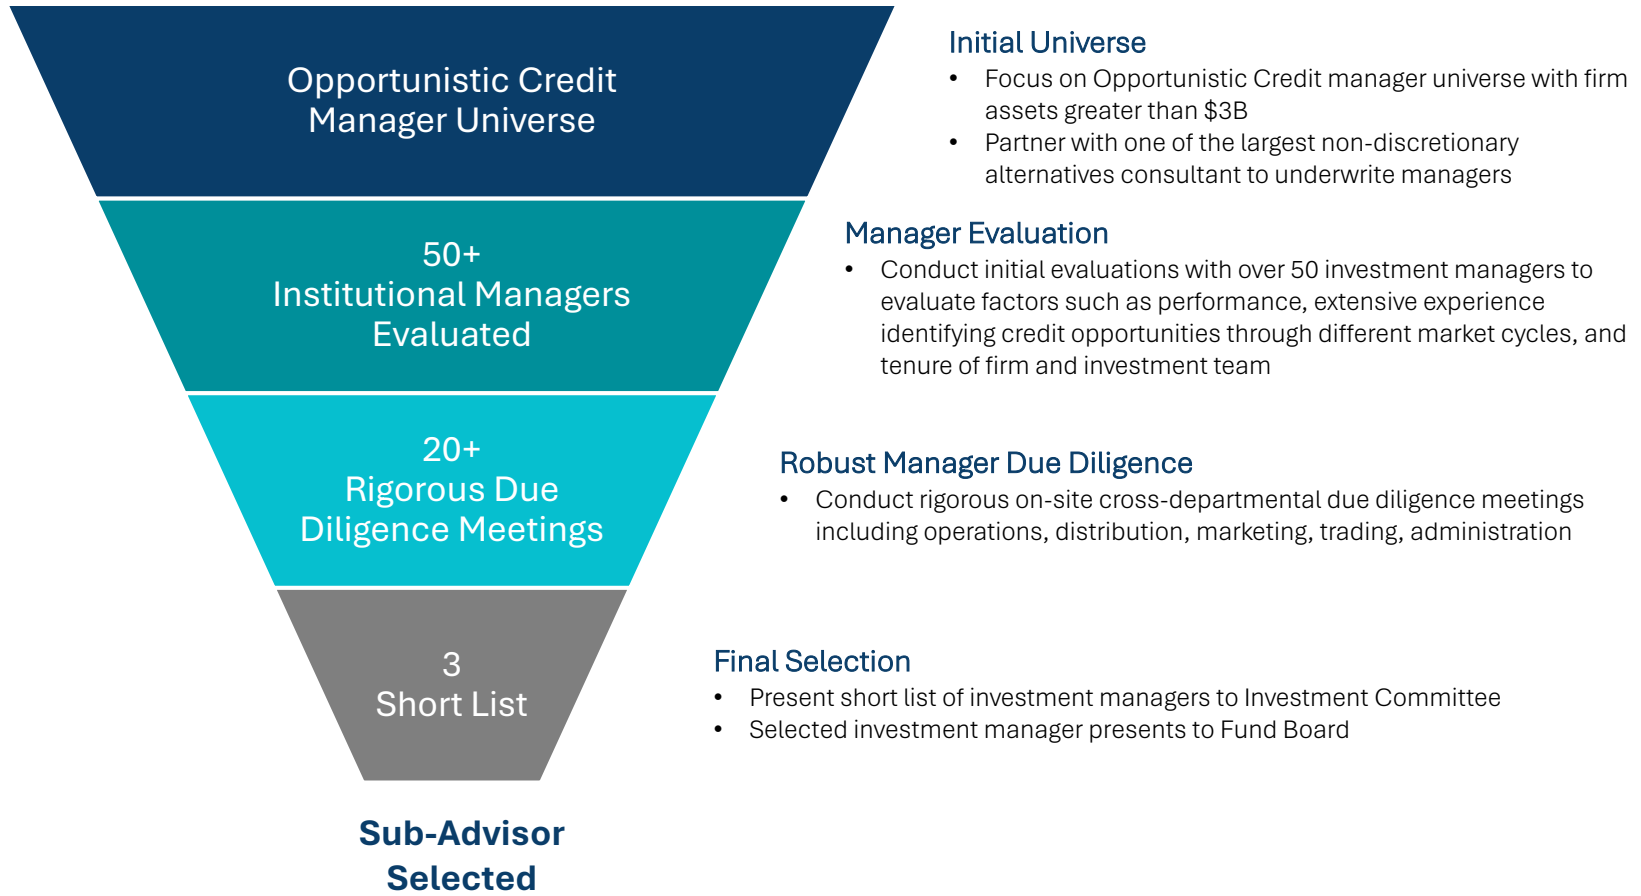 Opportunistic Credit
Manager Universe
Initial Universe
• Focus on Opportunistic Credit manager universe with firm
assets greater than $3B
• Partner with one of the largest non-discretionary
alternatives consultant to underwrite managers
50+
Institutional Managers
Evaluated
Manager Evaluation
• Conduct initial evaluations with over 50 investment managers to
evaluate factors such as performance, extensive experience
identifying credit opportunities through different market cycles, and
tenure of firm and investment team
20+
Rigorous Due
Diligence Meetings
Robust Manager Due Diligence
• Conduct rigorous on-site cross-departmental due diligence meetings
including operations, distribution, marketing, trading, administration
3
Short List
Final Selection
• Present short list of investment managers to Investment Committee
• Selected investment manager presents to Fund Board
Sub-Advisor
Selected